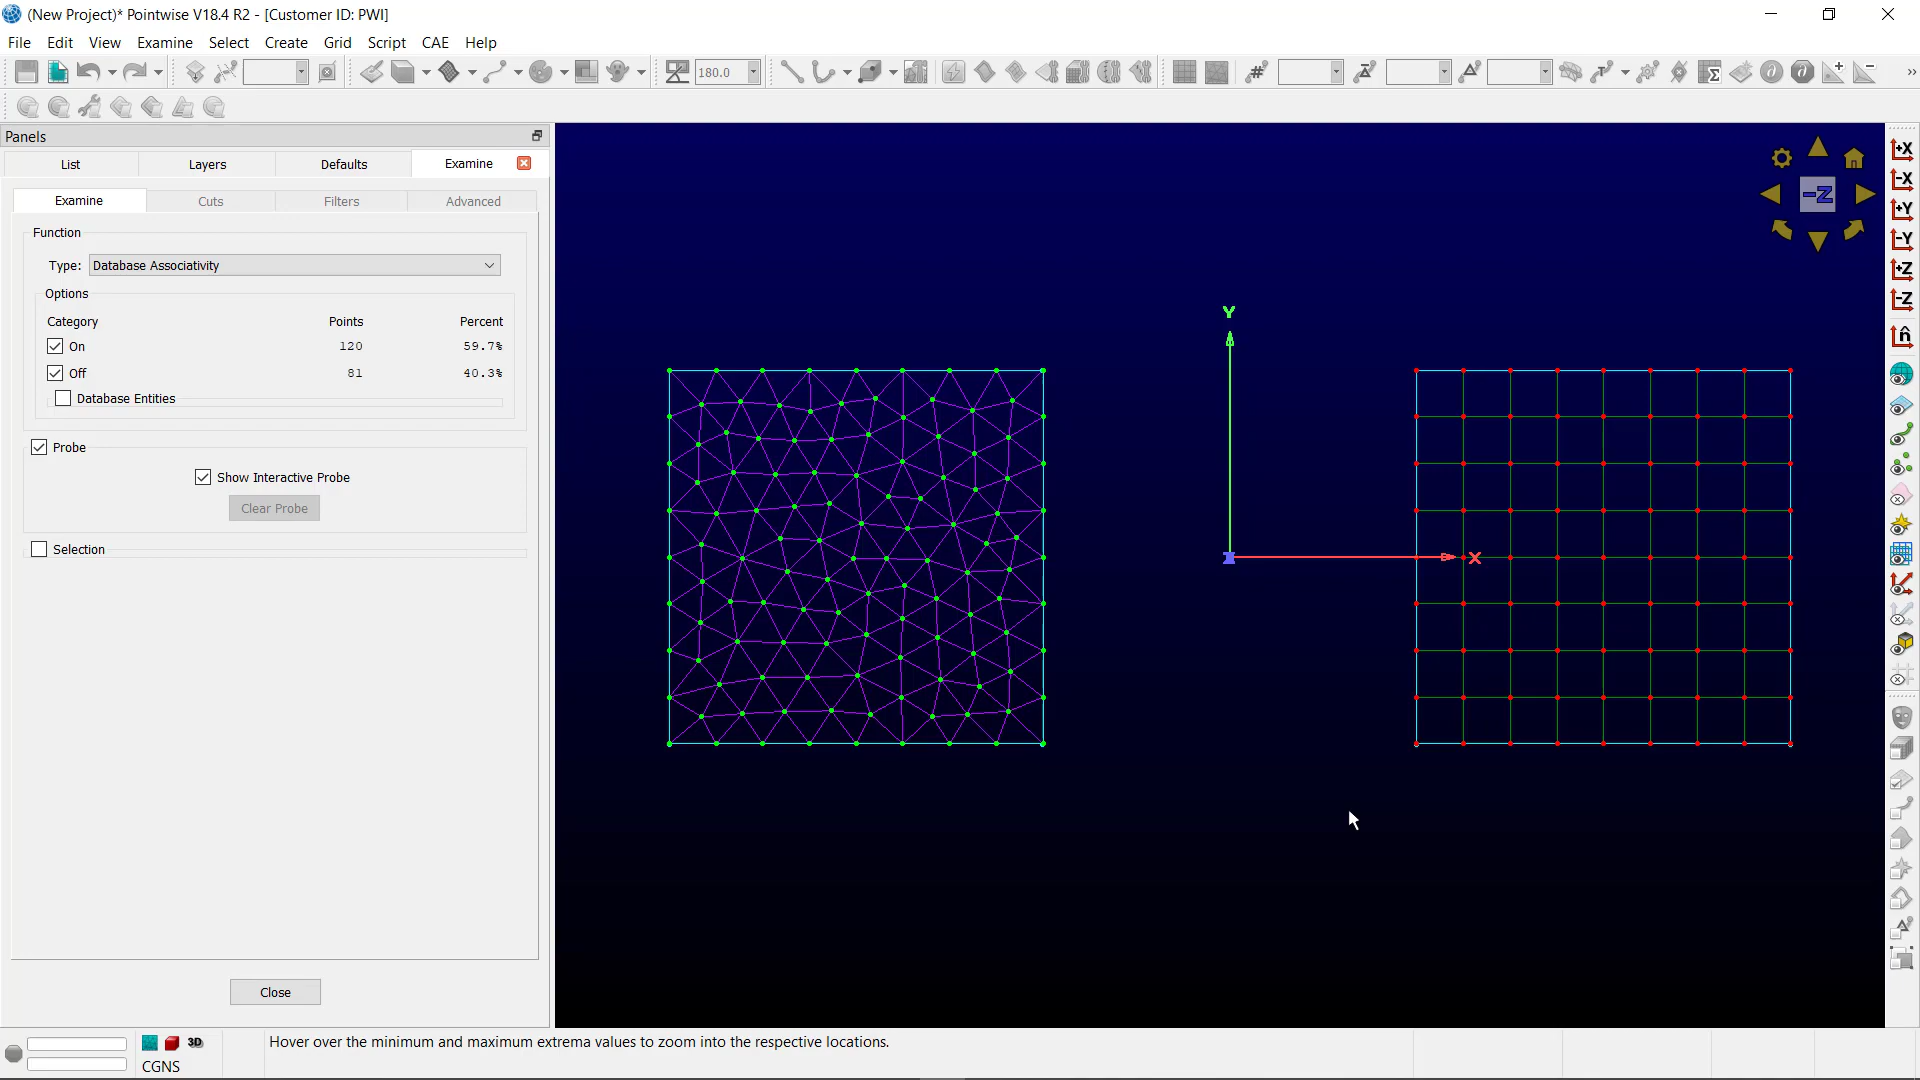 (New Project)* Pointwise V18.4 R2 - [Customer ID: PWI]
File Edit View Examine Select Create Grid Script CAE Help
180.0
»
Panels
List Layers Defaults Examine
Examine Cuts Filters Advanced
Function
Type: Database Associativity
Options
Category Points Percent
On 120 59.7%
Off 81 40.3%
Database Entities
Probe
Show Interactive Probe
Clear Probe
Selection
Close
Y
X
-Z
+X
-X
+Y
-Y
+Z
-Z
n̂
3D
CGNS
Hover over the minimum and maximum extrema values to zoom into the respective locations.